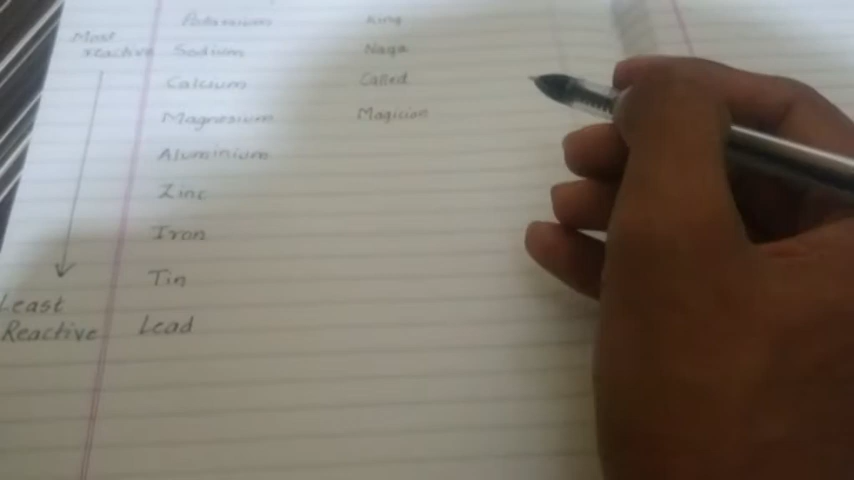 Potassium King
Most
reactive Sodium Naga
Calcium Called
Magnesium Magician
Aluminium
Zinc
Iron
Tin
Least
Reactive Lead